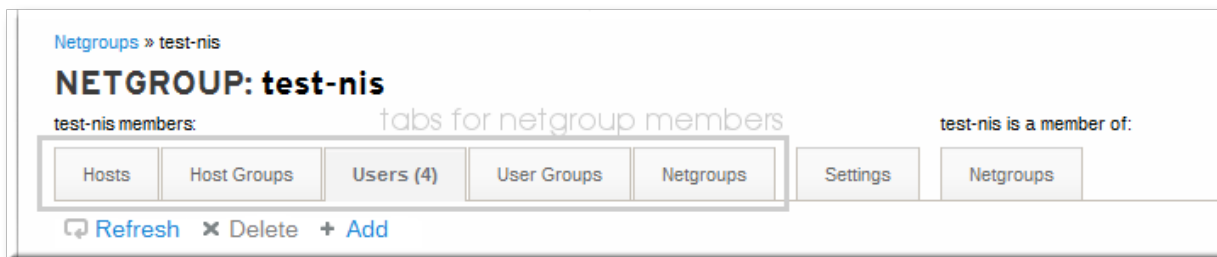 Netgroups » test-nis
NETGROUP: test-nis
tabs for netgroup members
test-nis members: test-nis is a member of:
Hosts Host Groups Users (4) User Groups Netgroups Settings Netgroups
Refresh Delete + Add